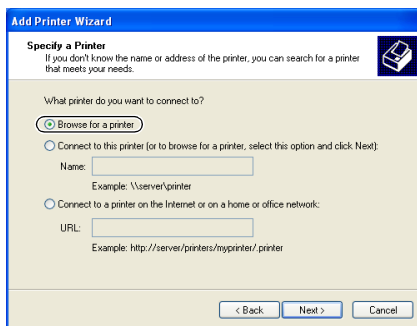 Add Printer Wizard
Specify a Printer
If you don't know the name or address of the printer, you can search for a printer
that meets your needs.
What printer do you want to connect to?
Browse for a printer
Connect to this printer (or to browse for a printer, select this option and click Next):
Name:
Example: \\server\printer
Connect to a printer on the Internet or on a home or office network:
URL:
Example: http://server/printers/myprinter/.printer
< Back Next > Cancel